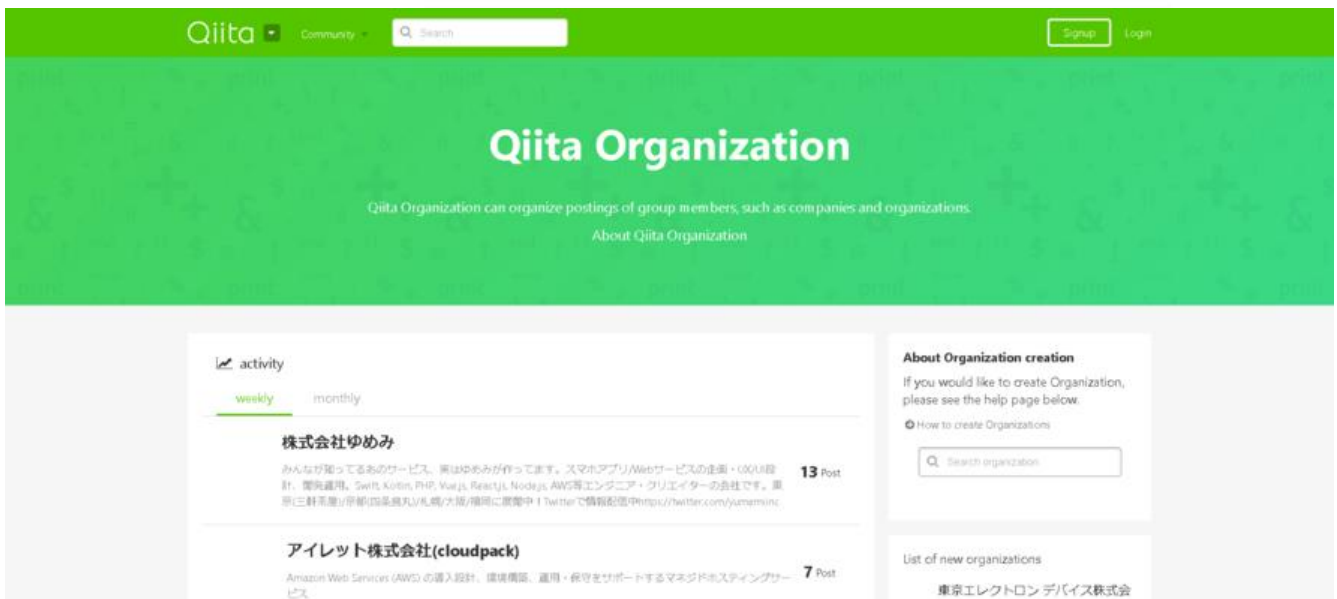 Qiita
Community
Search
Signup
Login
Qiita Organization
Qiita Organization can organize postings of group members, such as companies and organizations.
About Qiita Organization
activity
weekly monthly
株式会社ゆめみ
みんなが知ってるあのサービス、実はゆめみが作ってます。スマホアプリ/Webサービスの企画・UX/UI設
計、開発運用。Swift, Kotlin, PHP, Vue.js, React.js, Node.js, AWS等エンジニア・クリエイターの会社です。東
京(三軒茶屋)/京都(四条烏丸)/札幌/大阪/福岡に展開中！Twitterで情報配信中https://twitter.com/yumeminc
13 Post
アイレット株式会社(cloudpack)
Amazon Web Services (AWS) の導入設計、環境構築、運用・保守をサポートするマネジドホスティングサー
ビス
7 Post
About Organization creation
If you would like to create Organization,
please see the help page below.
How to create Organizations
Search organization
List of new organizations
東京エレクトロン デバイス株式会